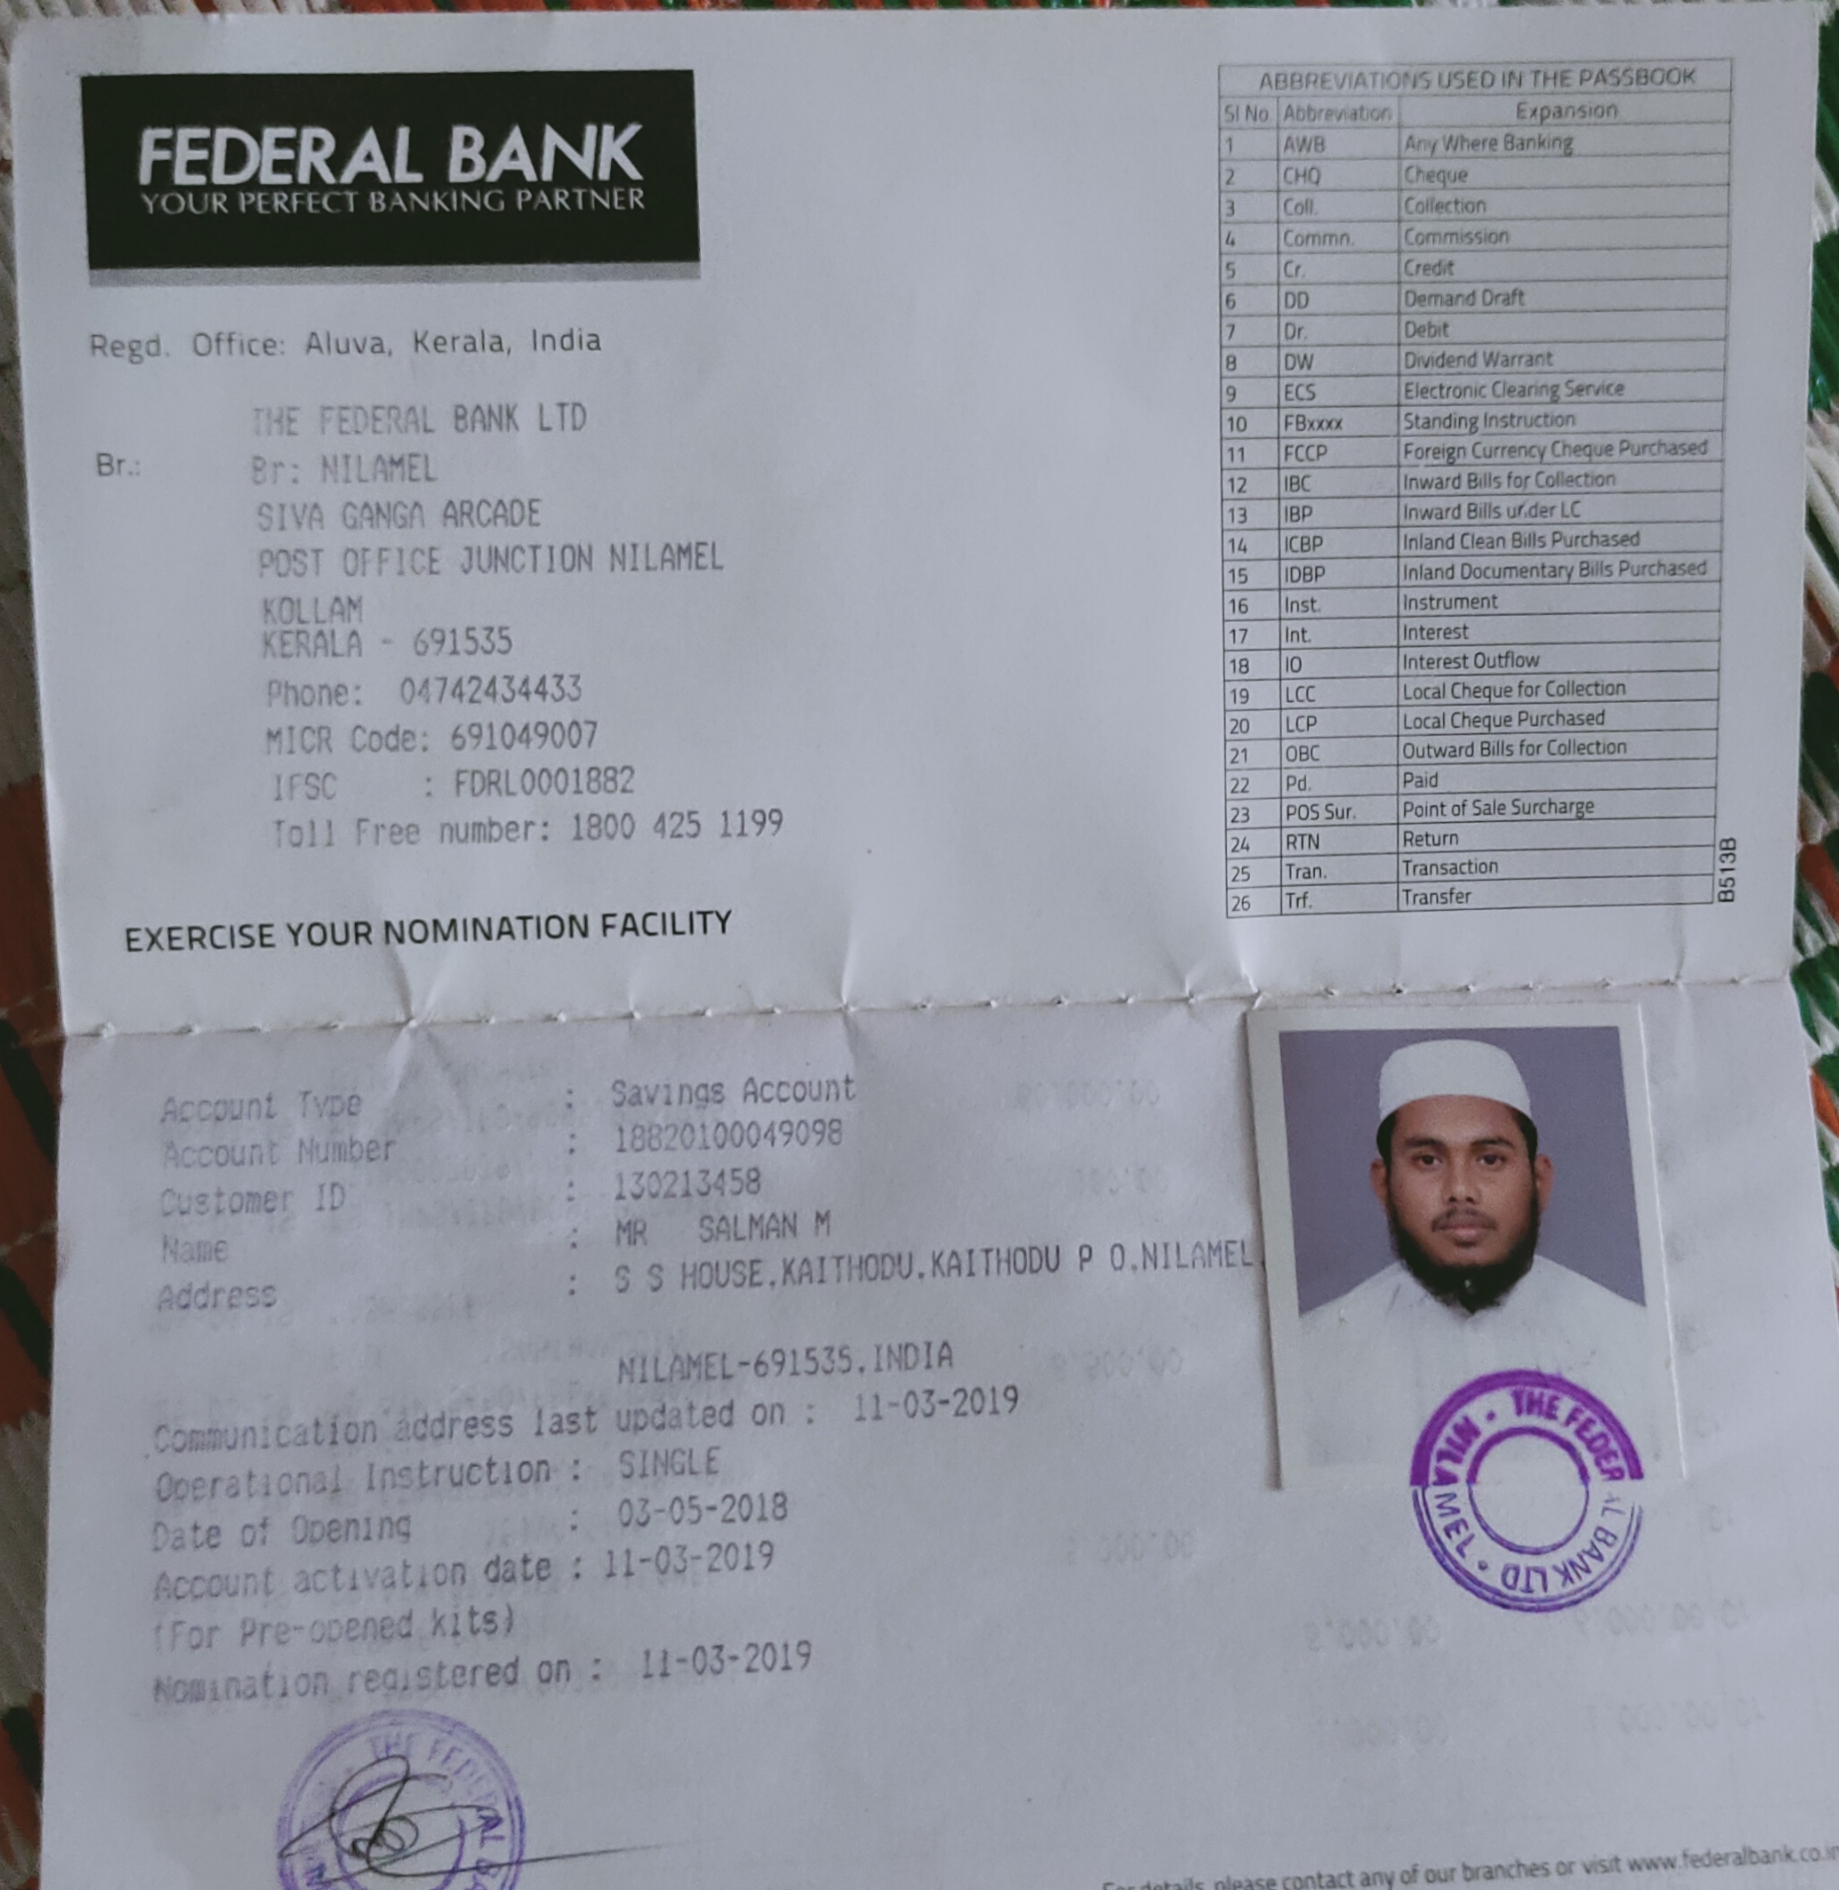 FEDERAL BANK
YOUR PERFECT BANKING PARTNER
Regd. Office: Aluva, Kerala, India
THE FEDERAL BANK LTD
Br.: Br: NILAMEL
SIVA GANGA ARCADE
POST OFFICE JUNCTION NILAMEL
KOLLAM
KERALA - 691535
Phone: 04742434433
MICR Code: 691049007
IFSC : FDRL0001882
Toll Free number: 1800 425 1199
EXERCISE YOUR NOMINATION FACILITY
ABBREVIATIONS USED IN THE PASSBOOK
Sl No. Abbreviation Expansion
1 AWB Any Where Banking
2 CHQ Cheque
3 Coll. Collection
4 Commn. Commission
5 Cr. Credit
6 DD Demand Draft
7 Dr. Debit
8 DW Dividend Warrant
9 ECS Electronic Clearing Service
10 FBxxxx Standing Instruction
11 FCCP Foreign Currency Cheque Purchased
12 IBC Inward Bills for Collection
13 IBP Inward Bills under LC
14 ICBP Inland Clean Bills Purchased
15 IDBP Inland Documentary Bills Purchased
16 Inst. Instrument
17 Int. Interest
18 IO Interest Outflow
19 LCC Local Cheque for Collection
20 LCP Local Cheque Purchased
21 OBC Outward Bills for Collection
22 Pd. Paid
23 POS Sur. Point of Sale Surcharge
24 RTN Return
25 Tran. Transaction
26 Trf. Transfer
B513B
Account Type : Savings Account
Account Number : 18820100049098
Customer ID : 130213458
Name : MR SALMAN M
Address : S S HOUSE,KAITHODU,KAITHODU P O,NILAMEL,
NILAMEL-691535,INDIA
Communication address last updated on : 11-03-2019
Operational Instruction : SINGLE
Date of Opening : 03-05-2018
Account activation date : 11-03-2019
(For Pre-opened kits)
Nomination registered on : 11-03-2019
THE FEDERAL BANK LTD • NILAMEL •
THE FEDERAL BA
For details, please contact any of our branches or visit www.federalbank.co.in